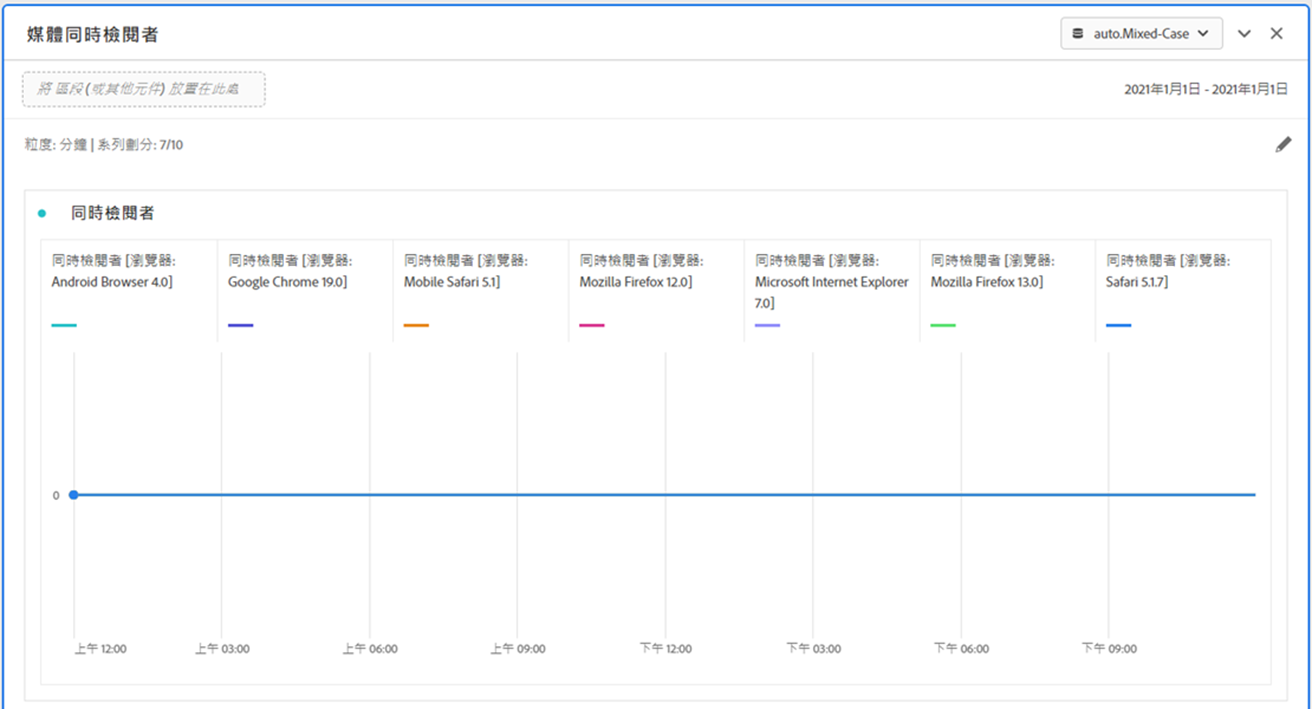 媒體同時檢閱者
auto.Mixed-Case
將 區段 (或其他元件) 放置在此處
2021年1月1日 - 2021年1月1日
粒度: 分鐘 | 系列劃分: 7/10
同時檢閱者
同時檢閱者 [瀏覽器:
Android Browser 4.0]
同時檢閱者 [瀏覽器:
Google Chrome 19.0]
同時檢閱者 [瀏覽器:
Mobile Safari 5.1]
同時檢閱者 [瀏覽器:
Mozilla Firefox 12.0]
同時檢閱者 [瀏覽器:
Microsoft Internet Explorer
7.0]
同時檢閱者 [瀏覽器:
Mozilla Firefox 13.0]
同時檢閱者 [瀏覽器:
Safari 5.1.7]
0
上午 12:00
上午 03:00
上午 06:00
上午 09:00
下午 12:00
下午 03:00
下午 06:00
下午 09:00